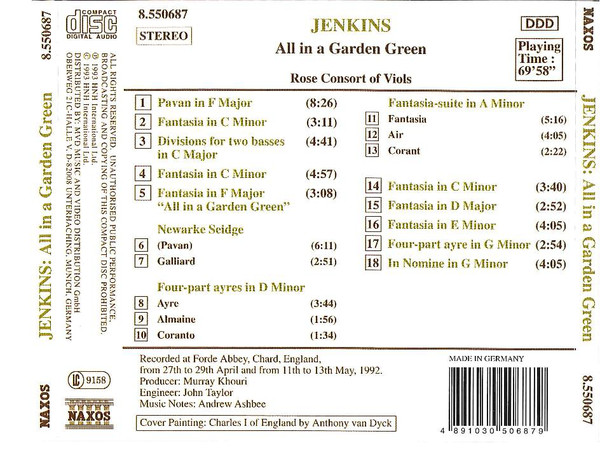 8.550687
COMPACT
disc
DIGITAL AUDIO
ALL RIGHTS RESERVED. UNAUTHORISED PUBLIC PERFORMANCE,
BROADCASTING AND COPYING OF THIS COMPACT DISC PROHIBITED.
℗ 1993 HNH International Ltd.
© 1993 HNH International Ltd.
DISTRIBUTED BY: MVD MUSIC AND VIDEO DISTRIBUTION GmbH
OBERWEG 21C-HALLE V, D-82008 UNTERHACHING, MUNICH, GERMANY
JENKINS: All in a Garden Green
NAXOS
8.550687
STEREO
JENKINS
All in a Garden Green
Rose Consort of Viols
DDD
Playing
Time :
69'58"
1 Pavan in F Major (8:26)
2 Fantasia in C Minor (3:11)
3 Divisions for two basses (4:41)
in C Major
4 Fantasia in C Minor (4:57)
5 Fantasia in F Major (3:08)
"All in a Garden Green"
Newarke Seidge
6 (Pavan) (6:11)
7 Galliard (2:51)
Four-part ayres in D Minor
8 Ayre (3:44)
9 Almaine (1:56)
10 Coranto (1:34)
Fantasia-suite in A Minor
11 Fantasia (5:16)
12 Air (4:05)
13 Corant (2:22)
14 Fantasia in C Minor (3:40)
15 Fantasia in D Major (2:52)
16 Fantasia in E Minor (4:05)
17 Four-part ayre in G Minor (2:54)
18 In Nomine in G Minor (4:05)
Recorded at Forde Abbey, Chard, England,
from 27th to 29th April and from 11th to 13th May, 1992.
Producer: Murray Khouri
Engineer: John Taylor
Music Notes: Andrew Ashbee
Cover Painting: Charles I of England by Anthony van Dyck
LC 9158
NAXOS
MADE IN GERMANY
4 891030 506879
NAXOS
JENKINS: All in a Garden Green
8.550687